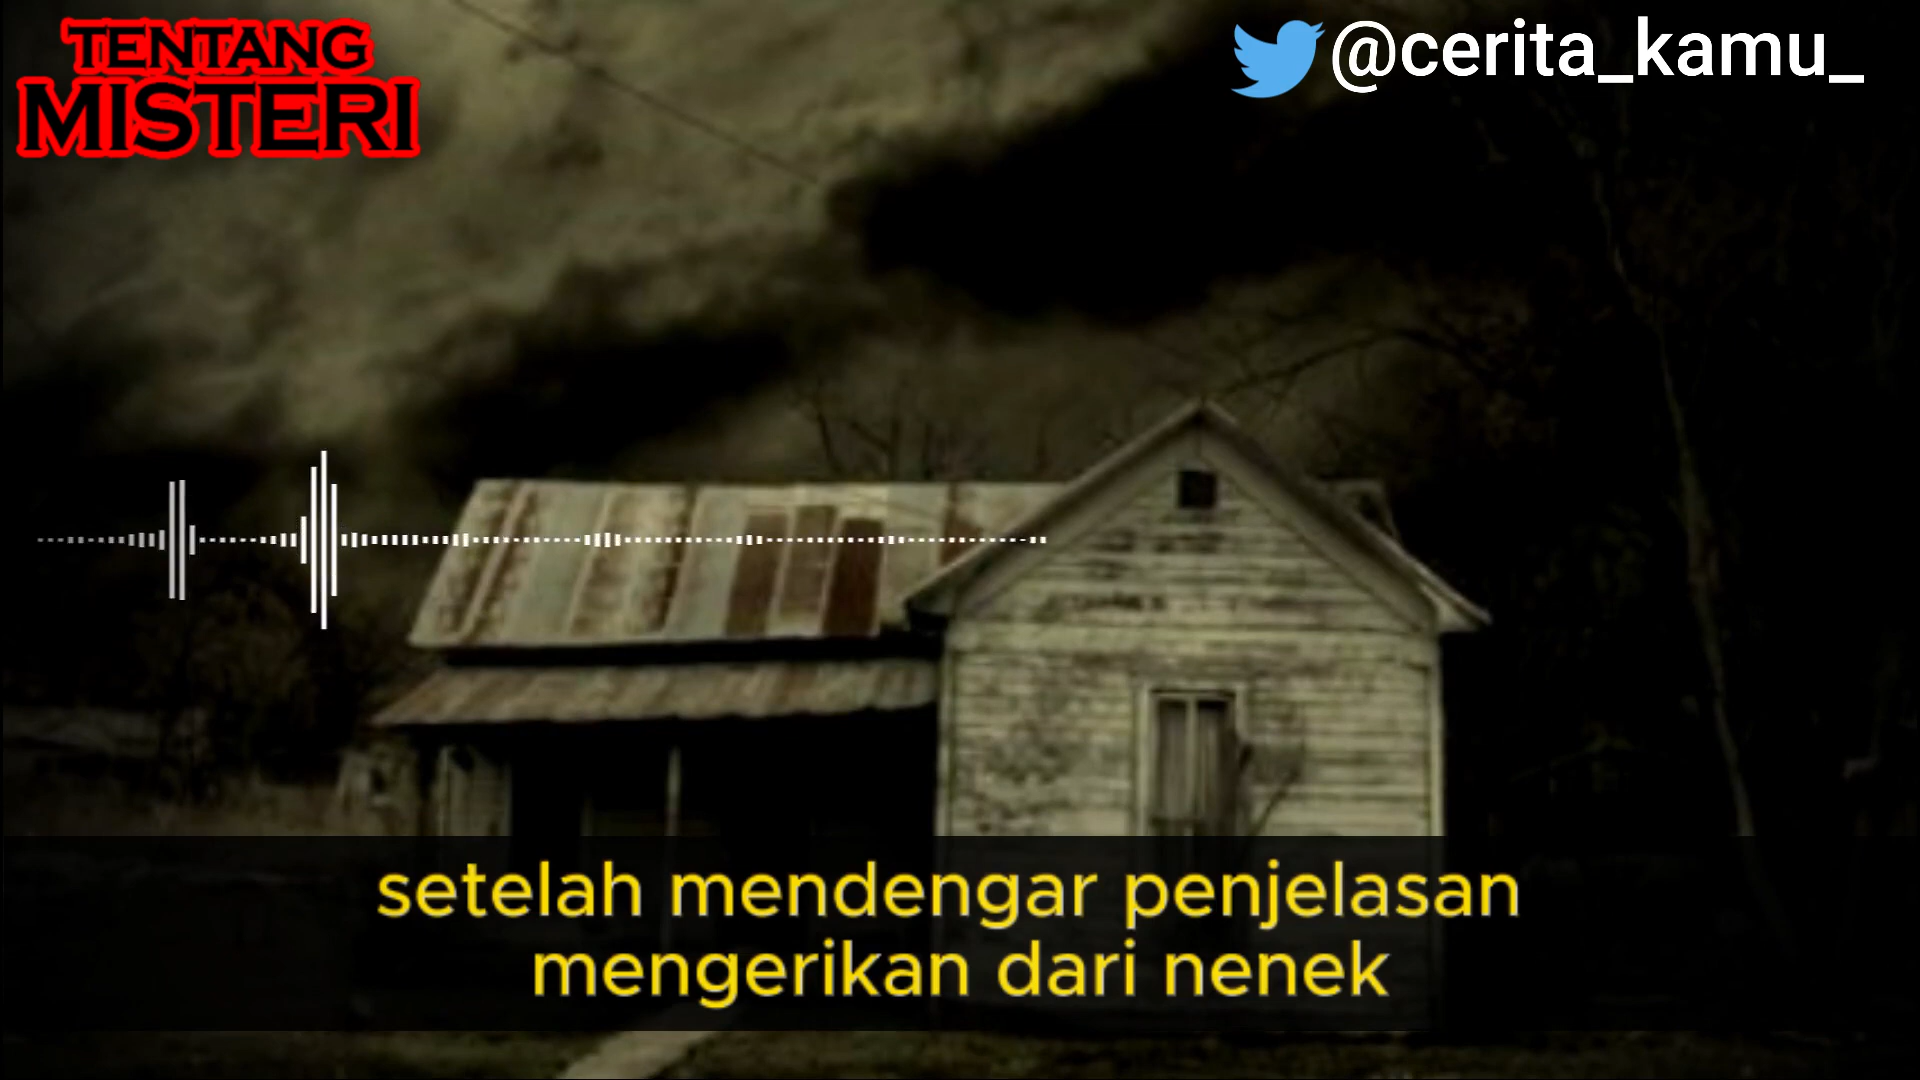 TENTANG
MISTERI
@cerita_kamu_
setelah mendengar penjelasan
mengerikan dari nenek